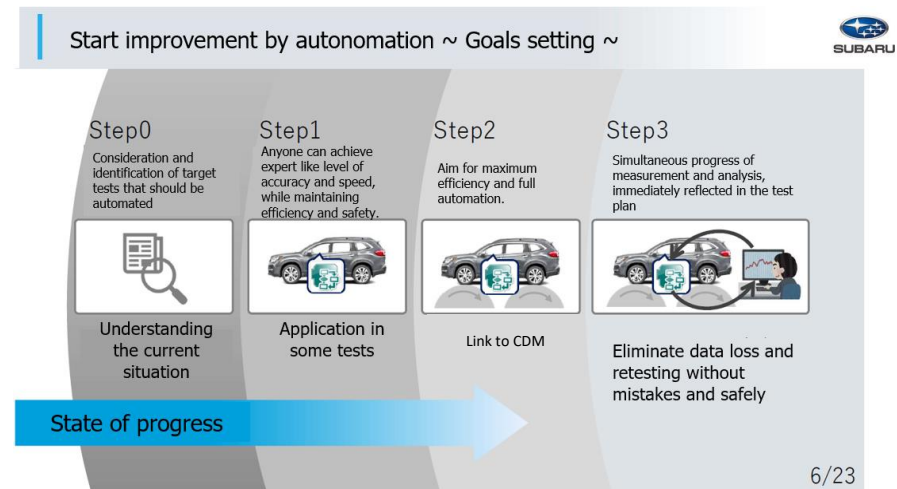 Start improvement by autonomation ~ Goals setting ~
SUBARU
Step0
Consideration and
identification of target
tests that should be
automated
Understanding
the current
situation
Step1
Anyone can achieve
expert like level of
accuracy and speed,
while maintaining
efficiency and safety.
Application in
some tests
Step2
Aim for maximum
efficiency and full
automation.
Link to CDM
Step3
Simultaneous progress of
measurement and analysis,
immediately reflected in the test
plan
Eliminate data loss and
retesting without
mistakes and safely
State of progress
6/23